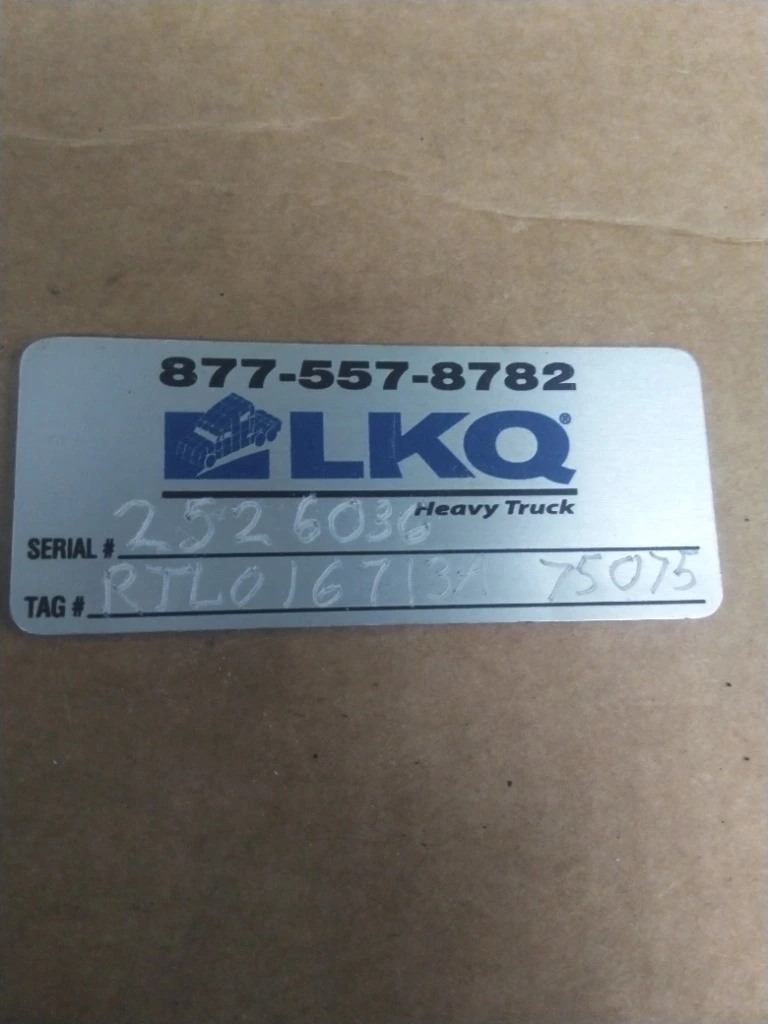 877-557-8782
LKQ®
Heavy Truck
SERIAL # 2526036
TAG # RTL016713A 75075